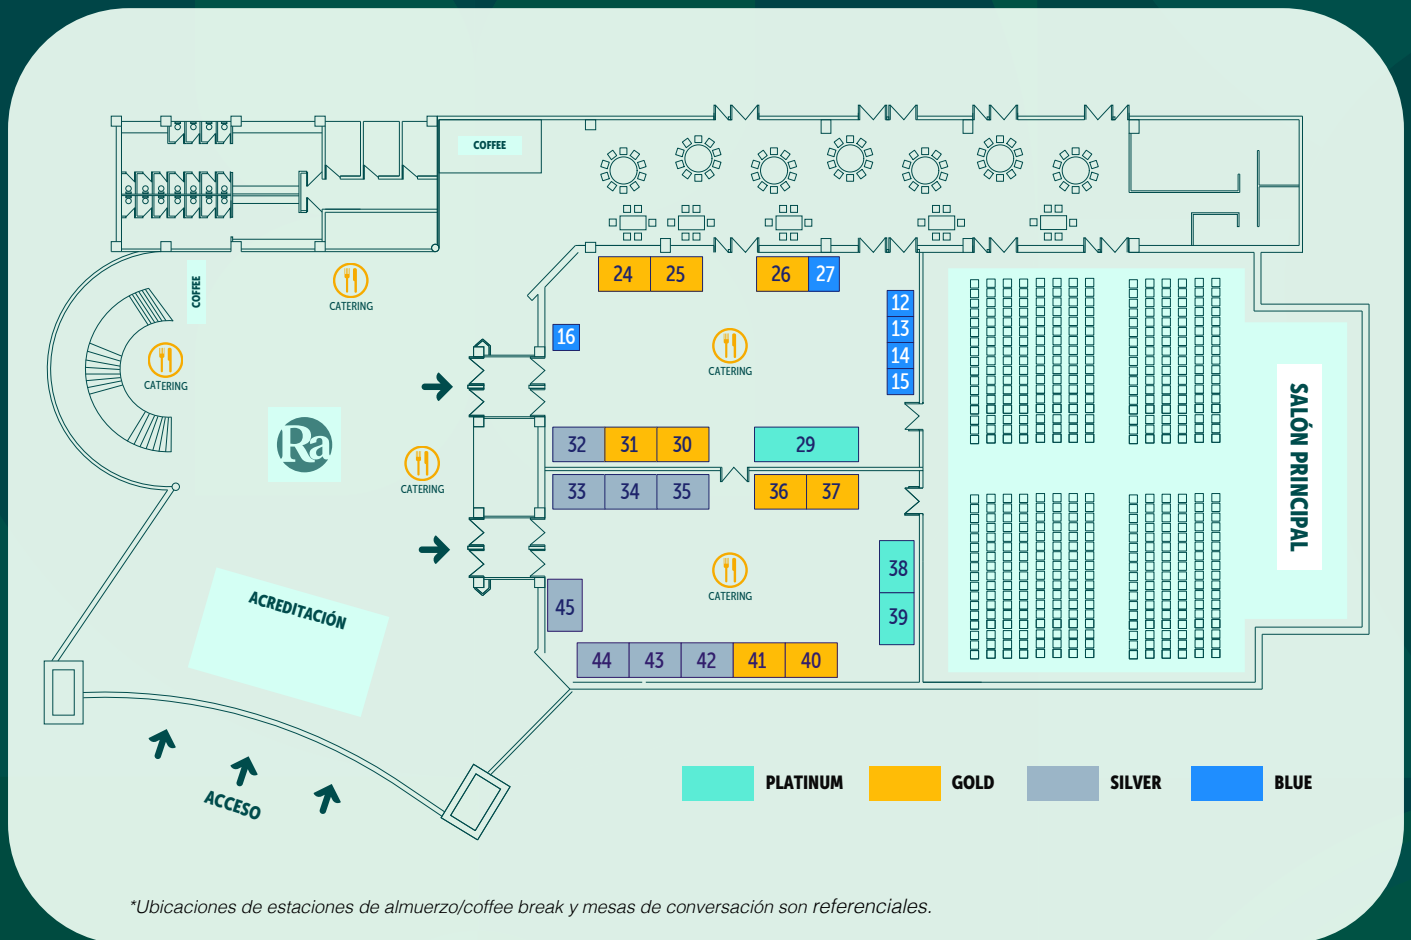 COFFEE
COFFEE
CATERING
CATERING
CATERING
CATERING
CATERING
24 25
26 27
12
13
14
15
16
32 31 30
29
33 34 35
36 37
38
39
45
44 43 42 41 40
Ra
SALÓN PRINCIPAL
ACREDITACIÓN
ACCESO
PLATINUM GOLD SILVER BLUE
*Ubicaciones de estaciones de almuerzo/coffee break y mesas de conversación son referenciales.